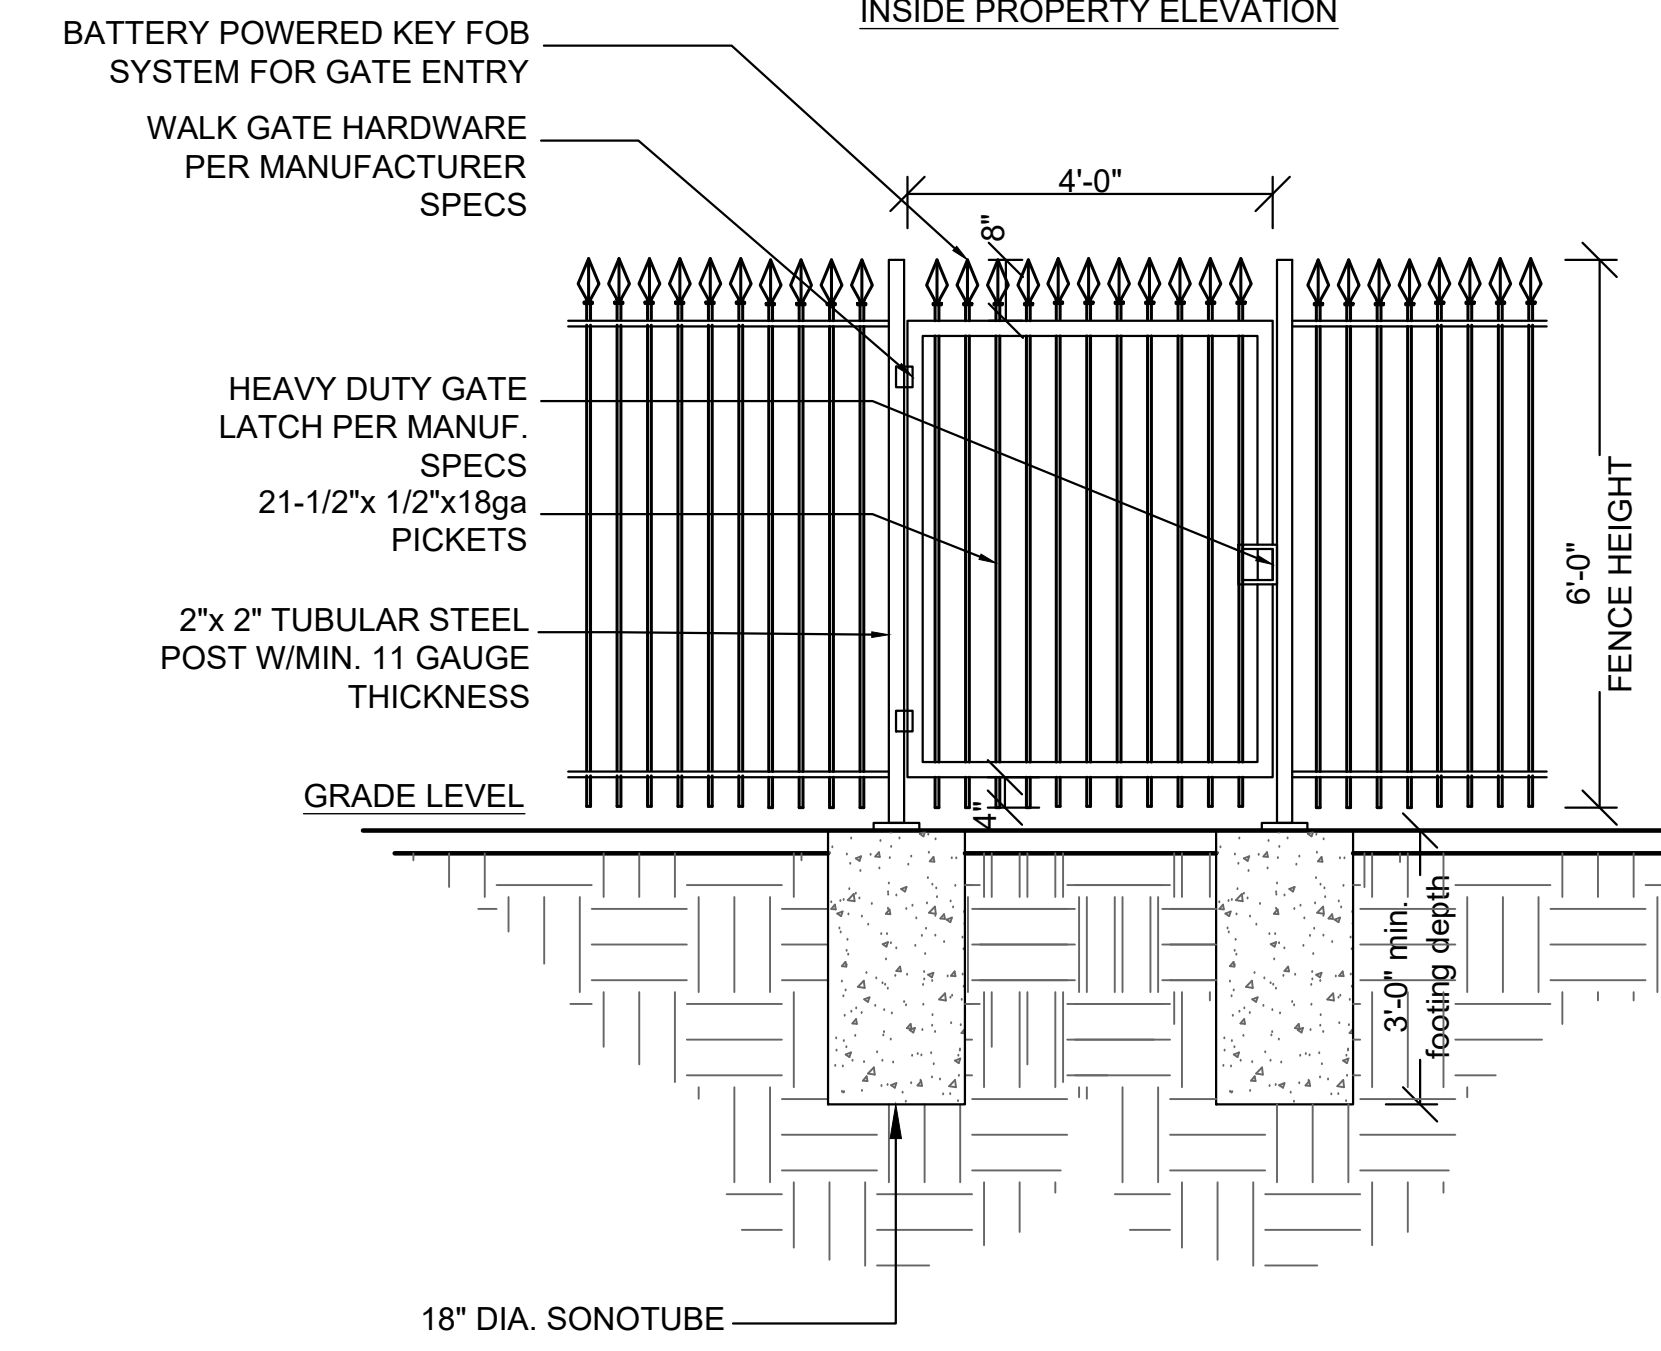 INSIDE PROPERTY ELEVATION
BATTERY POWERED KEY FOB
SYSTEM FOR GATE ENTRY
WALK GATE HARDWARE
PER MANUFACTURER
SPECS
4'-0"
8"
HEAVY DUTY GATE
LATCH PER MANUF.
SPECS
21-1/2"x 1/2"x18ga
PICKETS
6'-0"
FENCE HEIGHT
2"x 2" TUBULAR STEEL
POST W/MIN. 11 GAUGE
THICKNESS
GRADE LEVEL
4"
3'-0" min.
footing depth
18" DIA. SONOTUBE